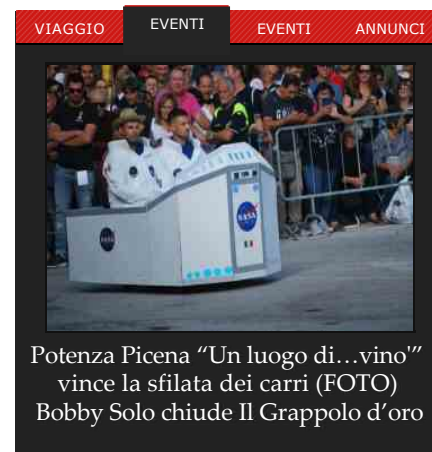 VIAGGIO EVENTI EVENTI ANNUNCI
NASA
Potenza Picena “Un luogo di…vino'”
vince la sfilata dei carri (FOTO)
Bobby Solo chiude Il Grappolo d’oro